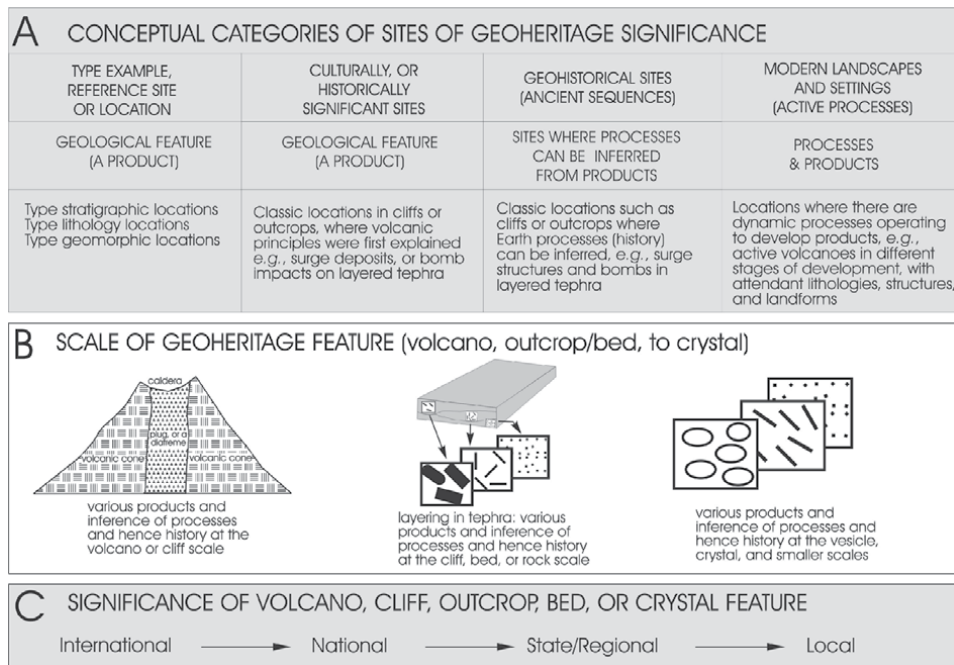 A CONCEPTUAL CATEGORIES OF SITES OF GEOHERITAGE SIGNIFICANCE
TYPE EXAMPLE,
REFERENCE SITE
OR LOCATION
CULTURALLY, OR
HISTORICALLY
SIGNIFICANT SITES
GEOHISTORICAL SITES
(ANCIENT SEQUENCES)
MODERN LANDSCAPES
AND SETTINGS
(ACTIVE PROCESSES)
GEOLOGICAL FEATURE
(A PRODUCT)
GEOLOGICAL FEATURE
(A PRODUCT)
SITES WHERE PROCESSES
CAN BE INFERRED
FROM PRODUCTS
PROCESSES
& PRODUCTS
Type stratigraphic locations
Type lithology locations
Type geomorphic locations
Classic locations in cliffs or
outcrops, where volcanic
principles were first explained
e.g., surge deposits, or bomb
impacts on layered tephra
Classic locations such as
cliffs or outcrops where
Earth processes (history)
can be inferred, e.g., surge
structures and bombs in
layered tephra
Locations where there are
dynamic processes operating
to develop products, e.g.,
active volcanoes in different
stages of development, with
attendant lithologies, structures,
and landforms
B SCALE OF GEOHERITAGE FEATURE (volcano, outcrop/bed, to crystal)
caldera
plug, or a
diatreme
volcanic cone
volcanic cone
various products and
inference of processes
and hence history at the
volcano or cliff scale
layering in tephra: various
products and inference of
processes and hence history
at the cliff, bed, or rock scale
various products and
inference of processes and
hence history at the vesicle,
crystal, and smaller scales
C SIGNIFICANCE OF VOLCANO, CLIFF, OUTCROP, BED, OR CRYSTAL FEATURE
International National State/Regional Local